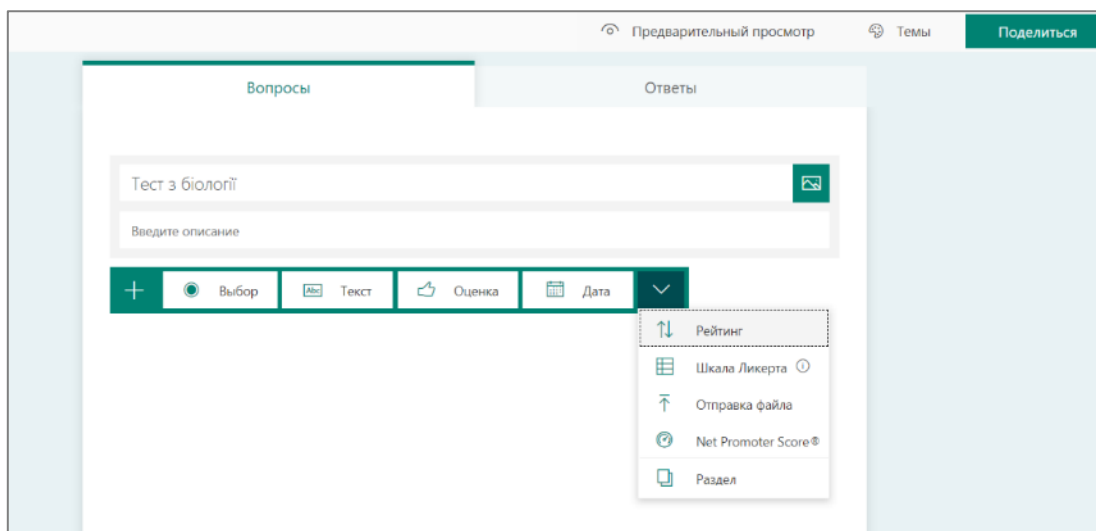 Предварительный просмотр Темы Поделиться
Вопросы Ответы
Тест з біології
Введите описание
Выбор Abc Текст Оценка Дата
Рейтинг
Шкала Ликерта
Отправка файла
Net Promoter Score®
Раздел